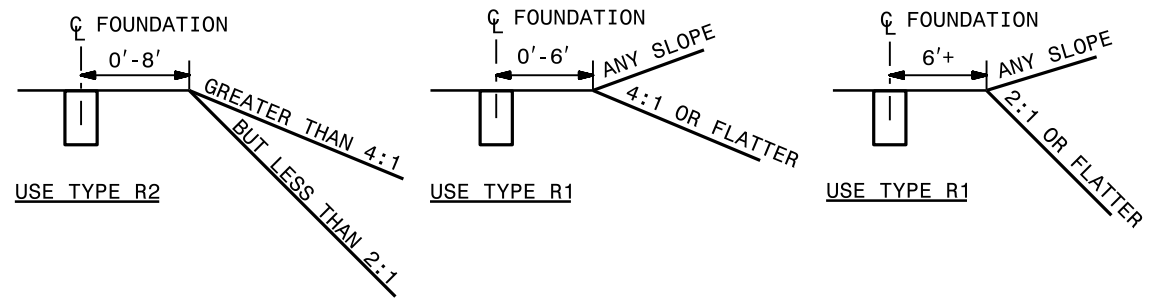 ℄ FOUNDATION
0'-8'
GREATER THAN 4:1
BUT LESS THAN 2:1
USE TYPE R2
℄ FOUNDATION
0'-6'
ANY SLOPE
4:1 OR FLATTER
USE TYPE R1
℄ FOUNDATION
6'+
ANY SLOPE
2:1 OR FLATTER
USE TYPE R1